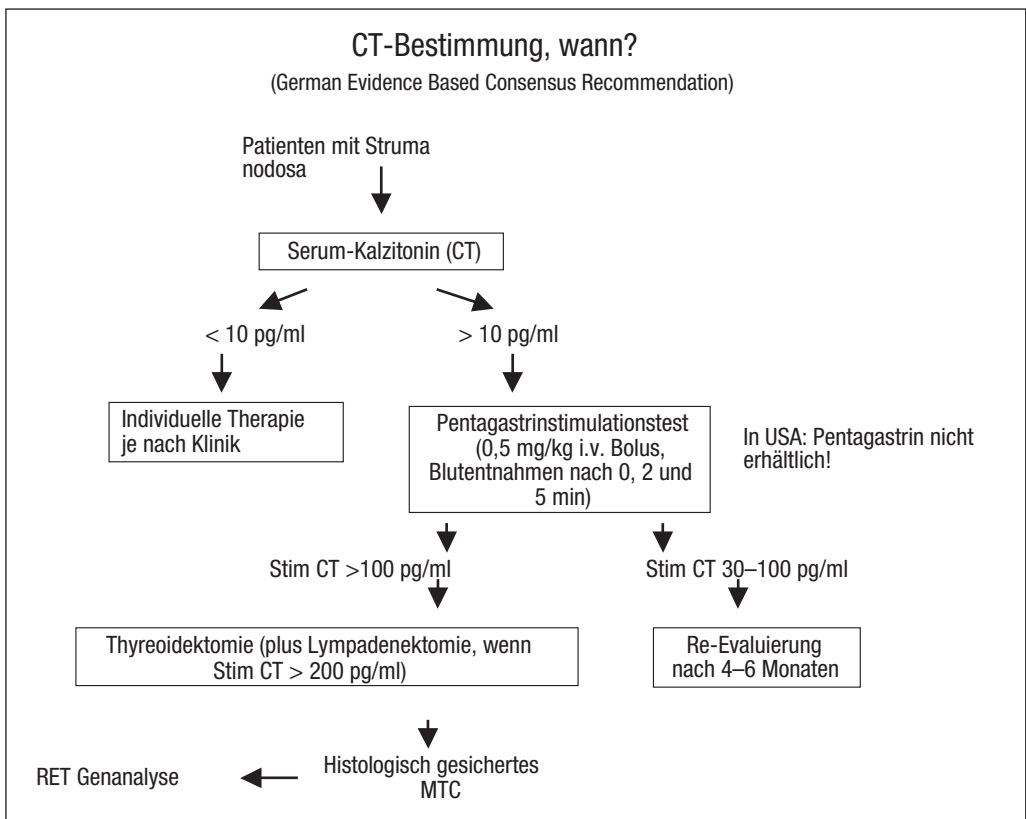 CT-Bestimmung, wann?
(German Evidence Based Consensus Recommendation)
Patienten mit Struma
nodosa
Serum-Kalzitonin (CT)
< 10 pg/ml
> 10 pg/ml
Individuelle Therapie
je nach Klinik
Pentagastrinstimulationstest
(0,5 mg/kg i.v. Bolus,
Blutentnahmen nach 0, 2 und
5 min)
In USA: Pentagastrin nicht
erhältlich!
Stim CT >100 pg/ml
Stim CT 30–100 pg/ml
Thyreoidektomie (plus Lympadenektomie, wenn
Stim CT > 200 pg/ml)
Re-Evaluierung
nach 4–6 Monaten
RET Genanalyse
Histologisch gesichertes
MTC